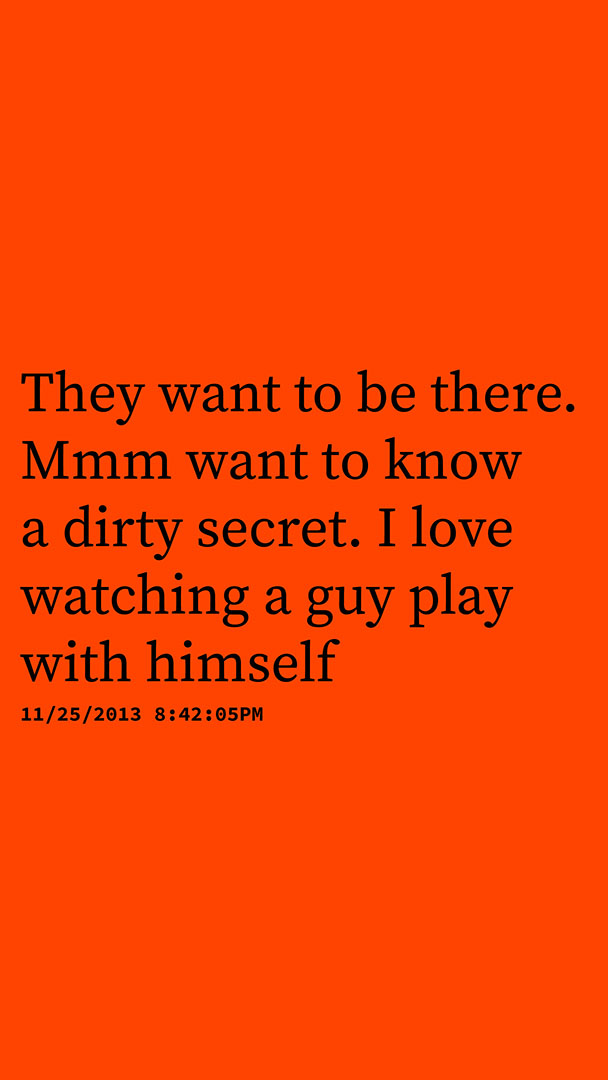 They want to be there.
Mmm want to know
a dirty secret. I love
watching a guy play
with himself
11/25/2013 8:42:05PM